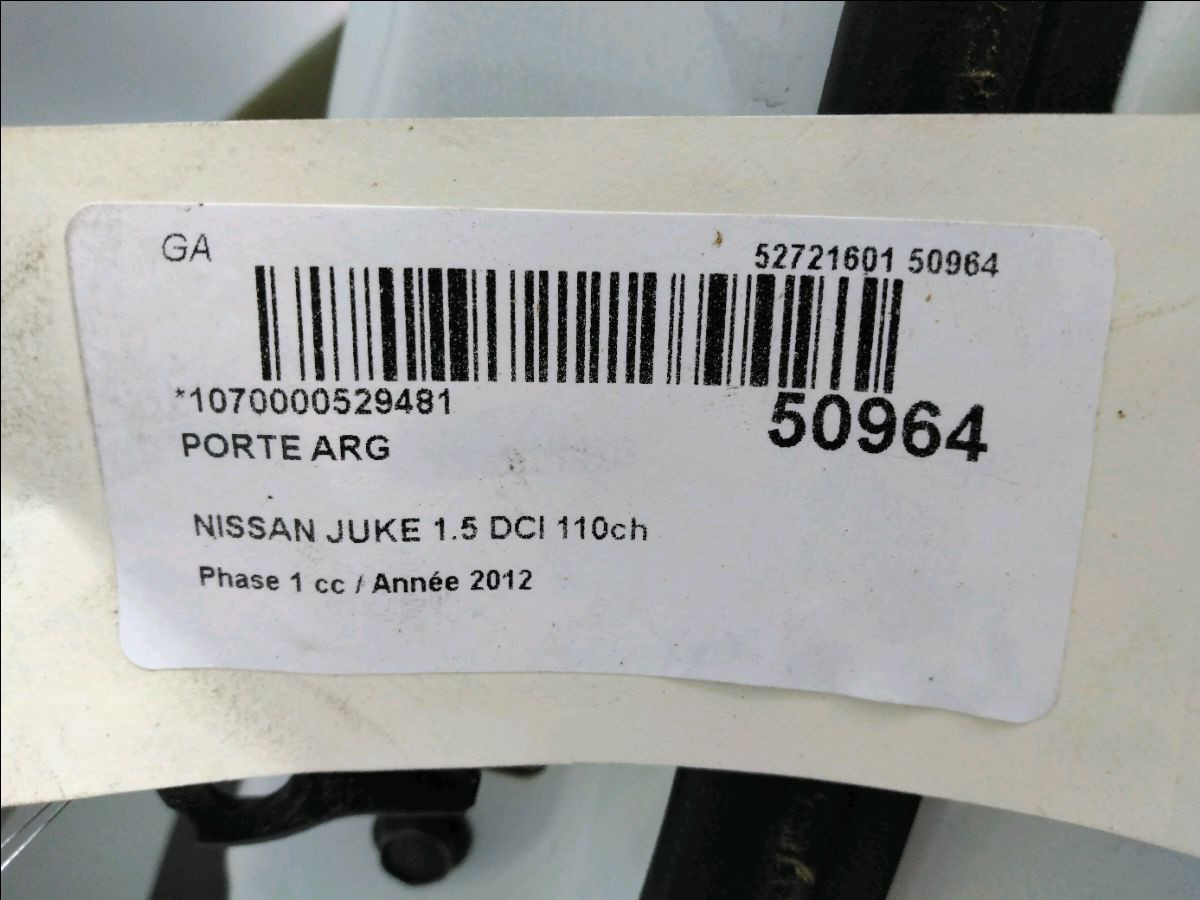 GA
52721601 50964
*1070000529481
50964
PORTE ARG
NISSAN JUKE 1.5 DCI 110ch
Phase 1 cc / Année 2012